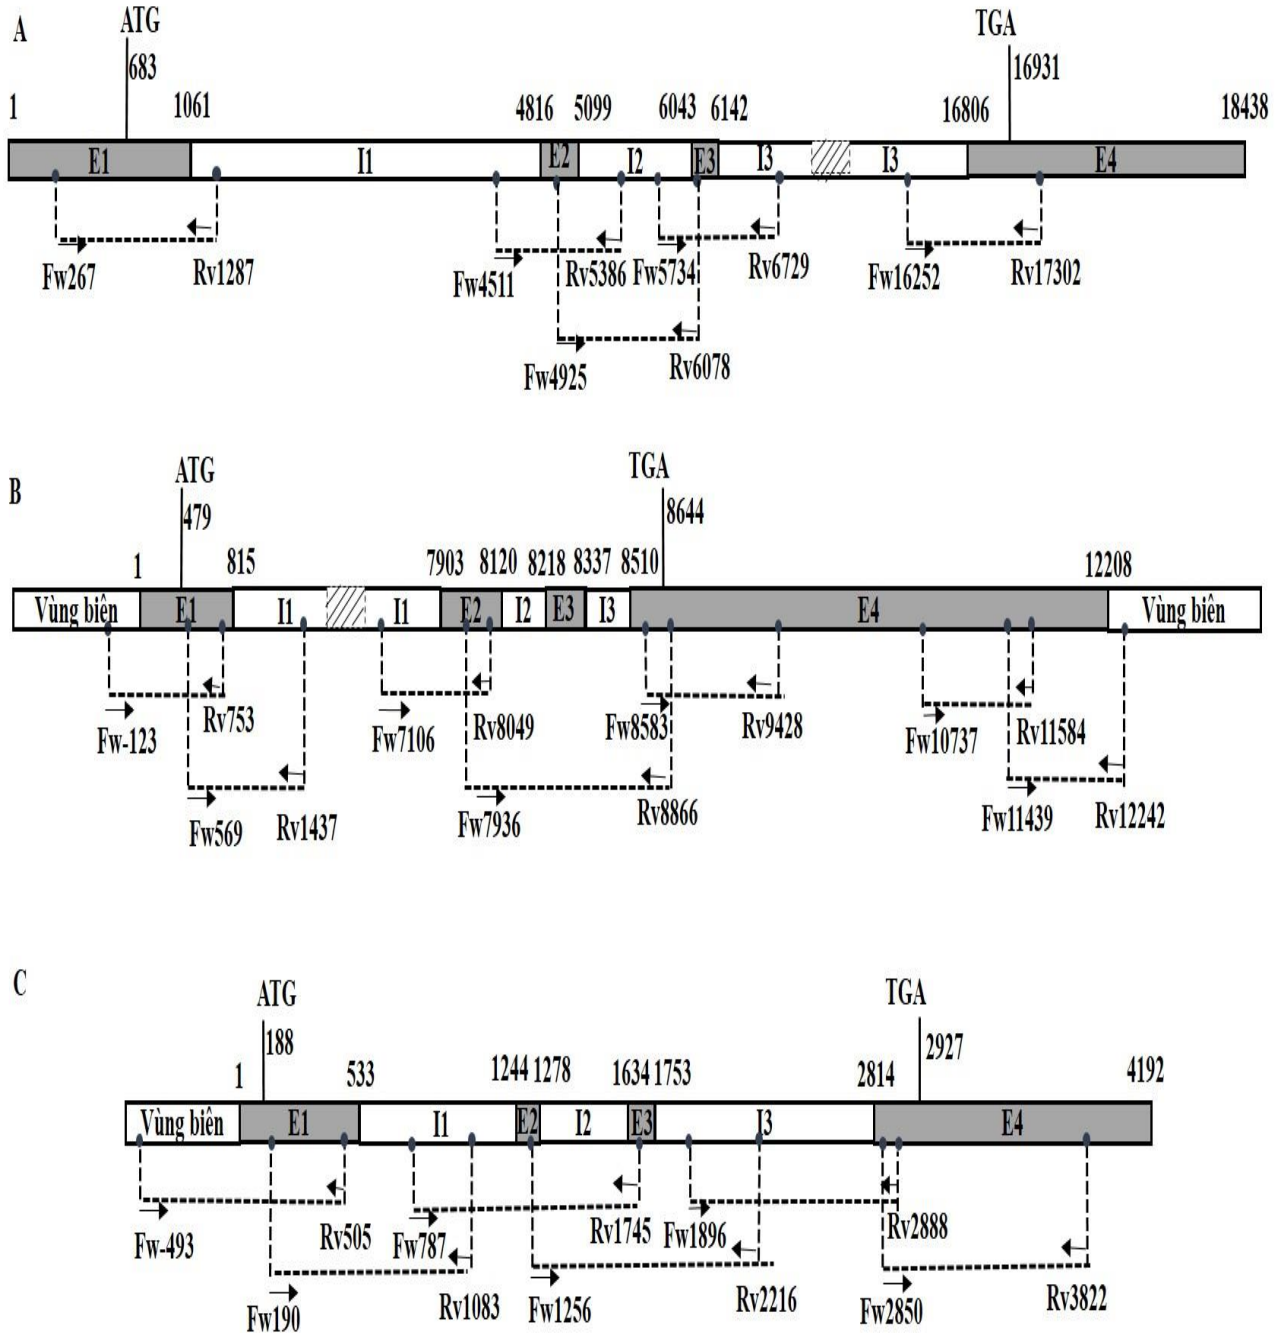 A
ATG
TGA
683
16931
1 1061 4816 5099 6043 6142 16806 18438
E1 I1 E2 I2 E3 I3 I3 E4
Fw267 Rv1287 Fw4511 Rv5386 Fw5734 Rv6729 Fw16252 Rv17302
Fw4925 Rv6078
B
ATG
TGA
479
8644
1 815 7903 8120 8218 8337 8510 12208
Vùng biên E1 I1 I1 E2 I2 E3 I3 E4 Vùng biên
Fw-123 Rv753 Fw7106 Rv8049 Fw8583 Rv9428 Fw10737 Rv11584
Fw569 Rv1437 Fw7936 Rv8866 Fw11439 Rv12242
C
ATG
TGA
188
2927
1 533 1244 1278 1634 1753 2814 4192
Vùng biên E1 I1 E2 I2 E3 I3 E4
Fw-493 Rv505 Fw787 Rv1745 Fw1896 Rv2888
Fw190 Rv1083 Fw1256 Rv2216 Fw2850 Rv3822